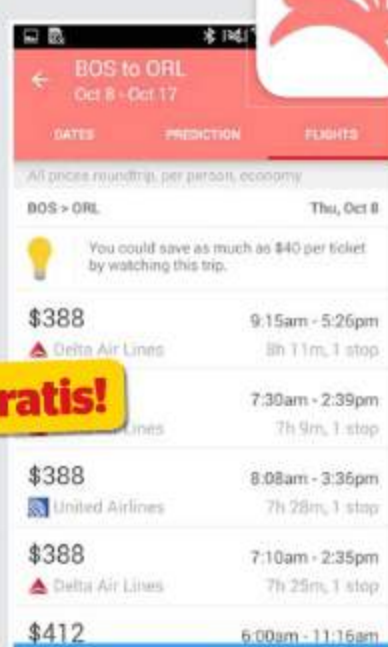 BOS to ORL
Oct 8 - Oct 17
DATES PREDICTION FLIGHTS
All prices roundtrip, per person, economy
BOS > ORL Thu, Oct 8
You could save as much as $40 per ticket
by watching this trip.
$388 9:15am - 5:26pm
Delta Air Lines 8h 11m, 1 stop
ratis! 7:30am - 2:39pm
Lines 7h 9m, 1 stop
$388 8:08am - 3:36pm
United Airlines 7h 28m, 1 stop
$388 7:10am - 2:35pm
Delta Air Lines 7h 25m, 1 stop
$412 6:00am - 11:16am